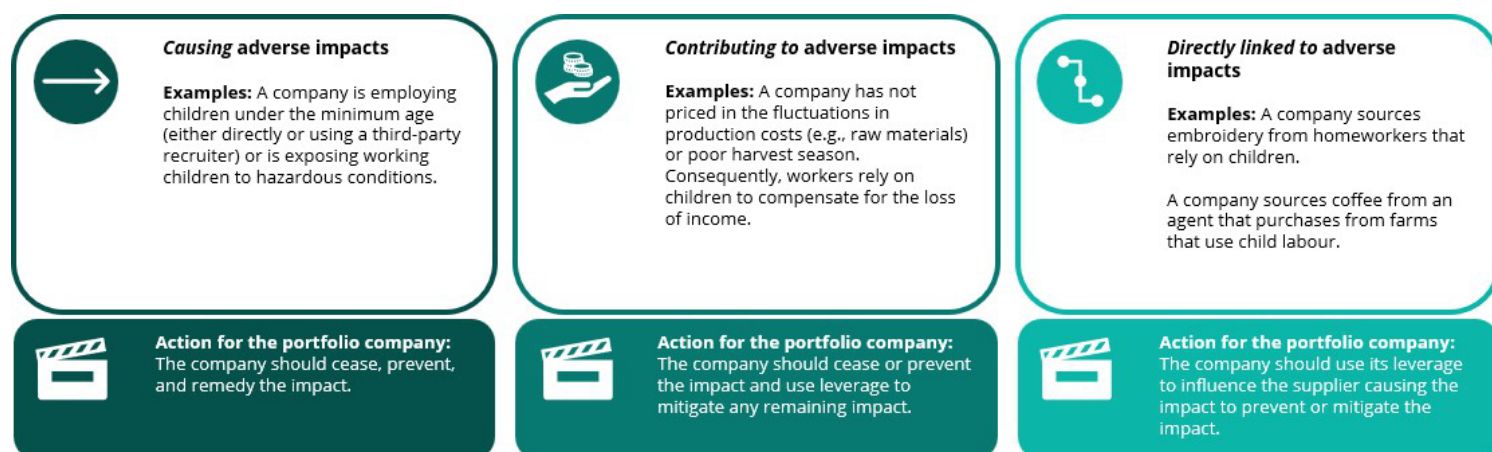 Causing adverse impacts
Examples: A company is employing
children under the minimum age
(either directly or using a third-party
recruiter) or is exposing working
children to hazardous conditions.
Action for the portfolio company:
The company should cease, prevent,
and remedy the impact.
Contributing to adverse impacts
Examples: A company has not
priced in the fluctuations in
production costs (e.g., raw materials)
or poor harvest season.
Consequently, workers rely on
children to compensate for the loss
of income.
Action for the portfolio company:
The company should cease or prevent
the impact and use leverage to
mitigate any remaining impact.
Directly linked to adverse
impacts
Examples: A company sources
embroidery from homeworkers that
rely on children.
A company sources coffee from an
agent that purchases from farms
that use child labour.
Action for the portfolio company:
The company should use its leverage
to influence the supplier causing the
impact to prevent or mitigate the
impact.